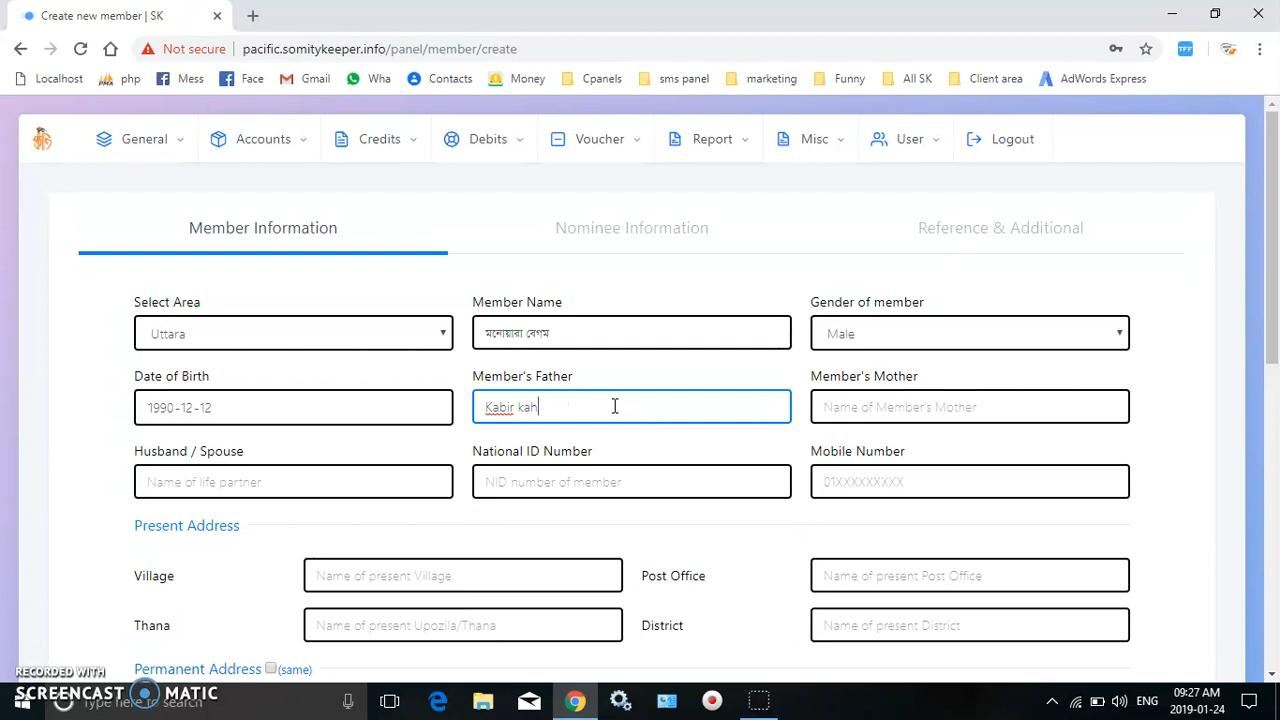 Create new member | SK
Not secure | pacific.somitykeeper.info/panel/member/create
Localhost php Mess Face Gmail Wha Contacts Money Cpanels sms panel marketing Funny All SK Client area AdWords Express
General Accounts Credits Debits Voucher Report Misc User Logout
Member Information Nominee Information Reference & Additional
Select Area Member Name Gender of member
Uttara মনোয়ারা বেগম Male
Date of Birth Member's Father Member's Mother
1990-12-12 Kabir kah Name of Member's Mother
Husband / Spouse National ID Number Mobile Number
Name of life partner NID number of member 01XXXXXXXXX
Present Address
Village Name of present Village Post Office Name of present Post Office
Thana Name of present Upozila/Thana District Name of present District
Permanent Address (same)
RECORDED WITH
SCREENCAST MATIC
Type here to search
ENG 09:27 AM
2019-01-24